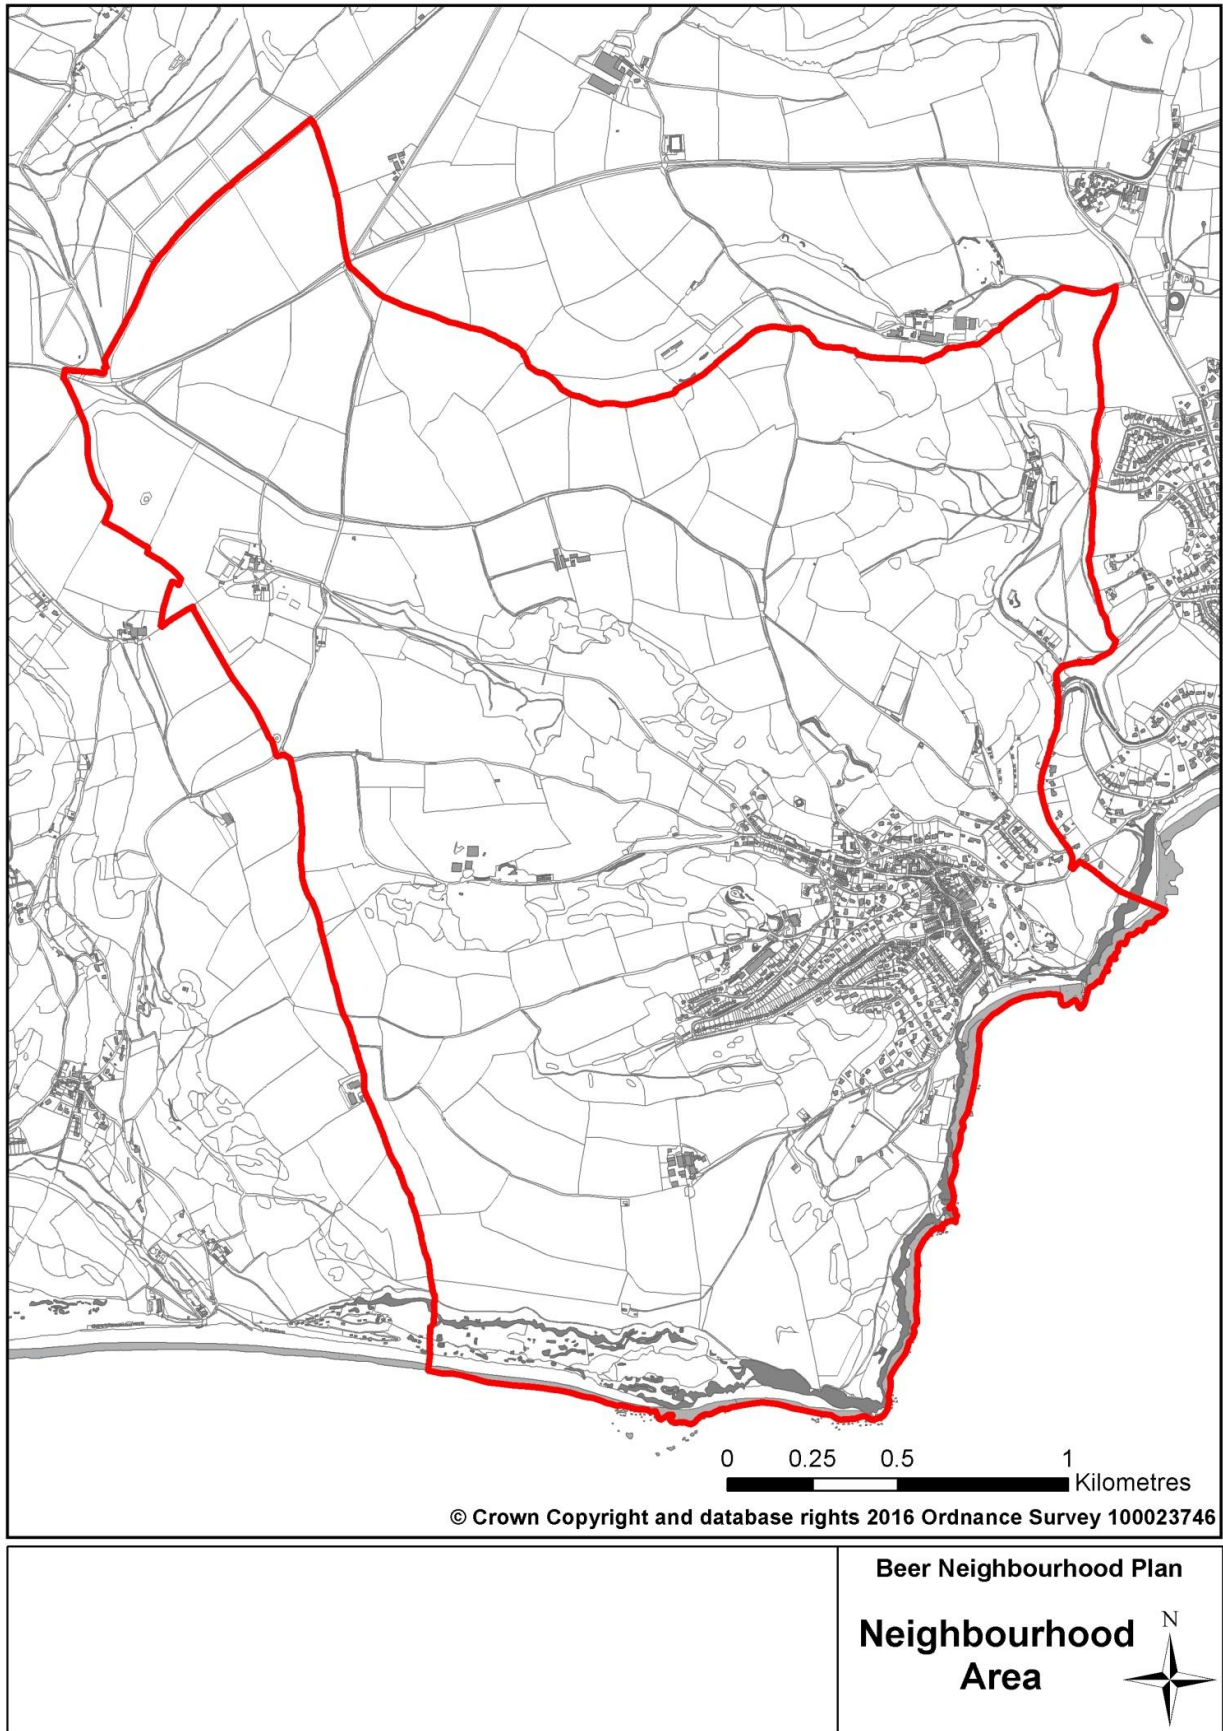 0 0.25 0.5 1
Kilometres
© Crown Copyright and database rights 2016 Ordnance Survey 100023746
Beer Neighbourhood Plan
Neighbourhood
Area
N